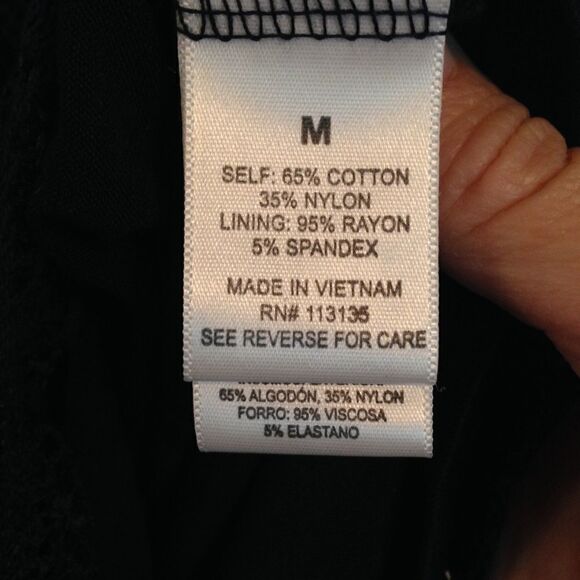 M
SELF: 65% COTTON
35% NYLON
LINING: 95% RAYON
5% SPANDEX
MADE IN VIETNAM
RN# 113135
SEE REVERSE FOR CARE
65% ALGODÓN, 35% NYLON
FORRO: 95% VISCOSA
5% ELASTANO